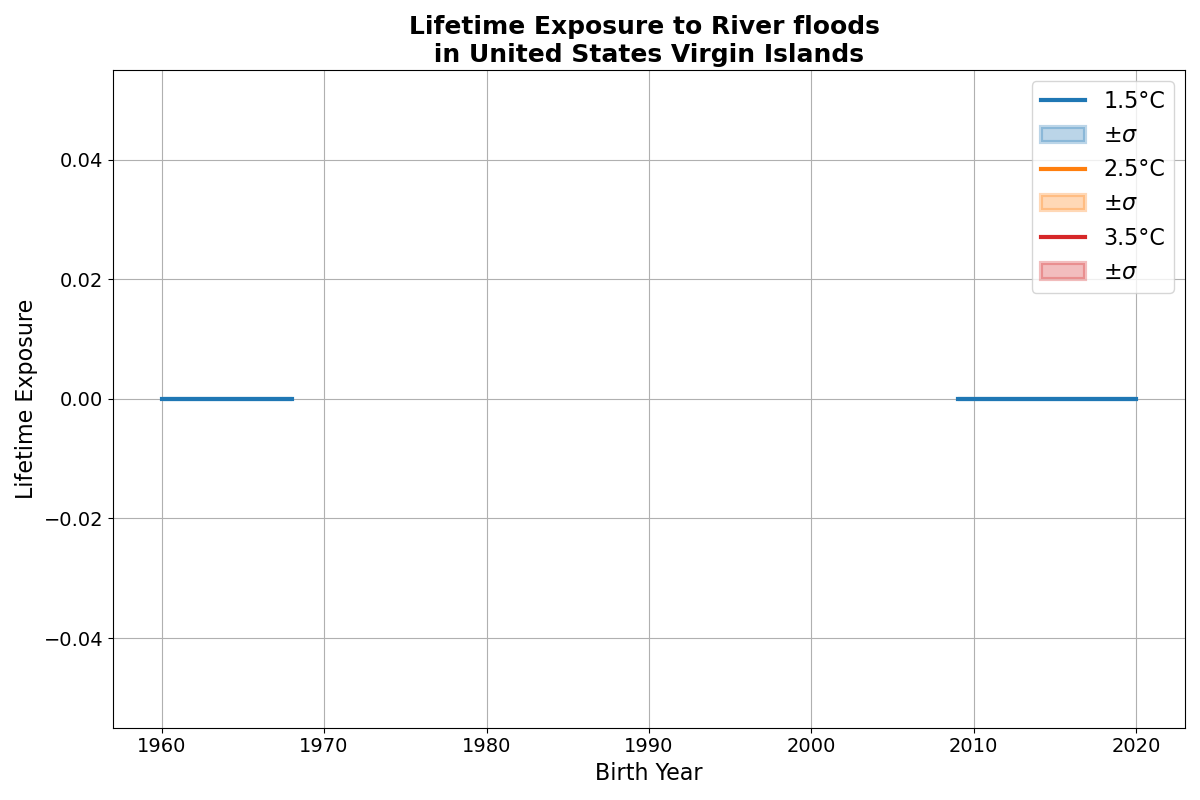 Lifetime Exposure to River floods
in United States Virgin Islands
1.5°C
±σ
2.5°C
±σ
3.5°C
±σ
Lifetime Exposure
0.04
0.02
0.00
−0.02
−0.04
1960 1970 1980 1990 2000 2010 2020
Birth Year